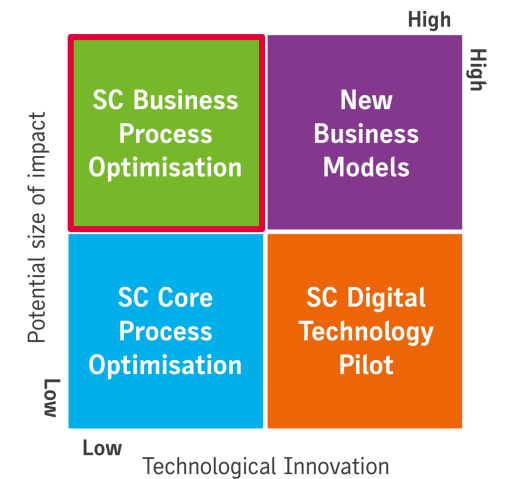 High
High
SC Business
Process
Optimisation
New
Business
Models
Potential size of impact
SC Core
Process
Optimisation
SC Digital
Technology
Pilot
Low
Low
Technological Innovation